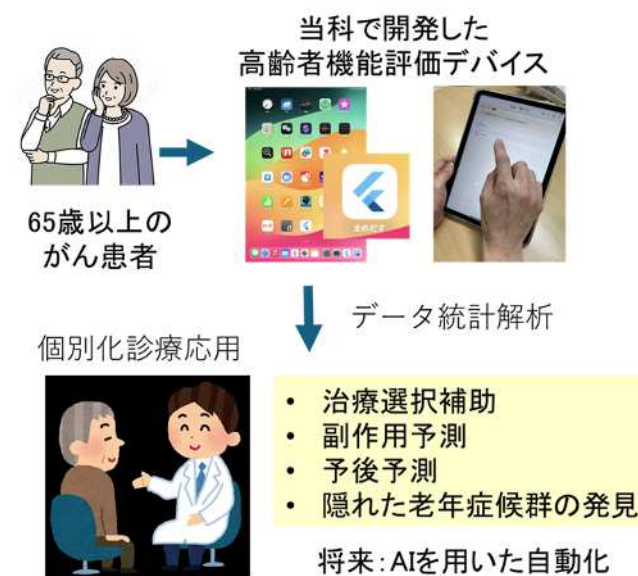 当科で開発した
高齢者機能評価デバイス
65歳以上の
がん患者
データ統計解析
個別化診療応用
• 治療選択補助
• 副作用予測
• 予後予測
• 隠れた老年症候群の発見
将来：AIを用いた自動化